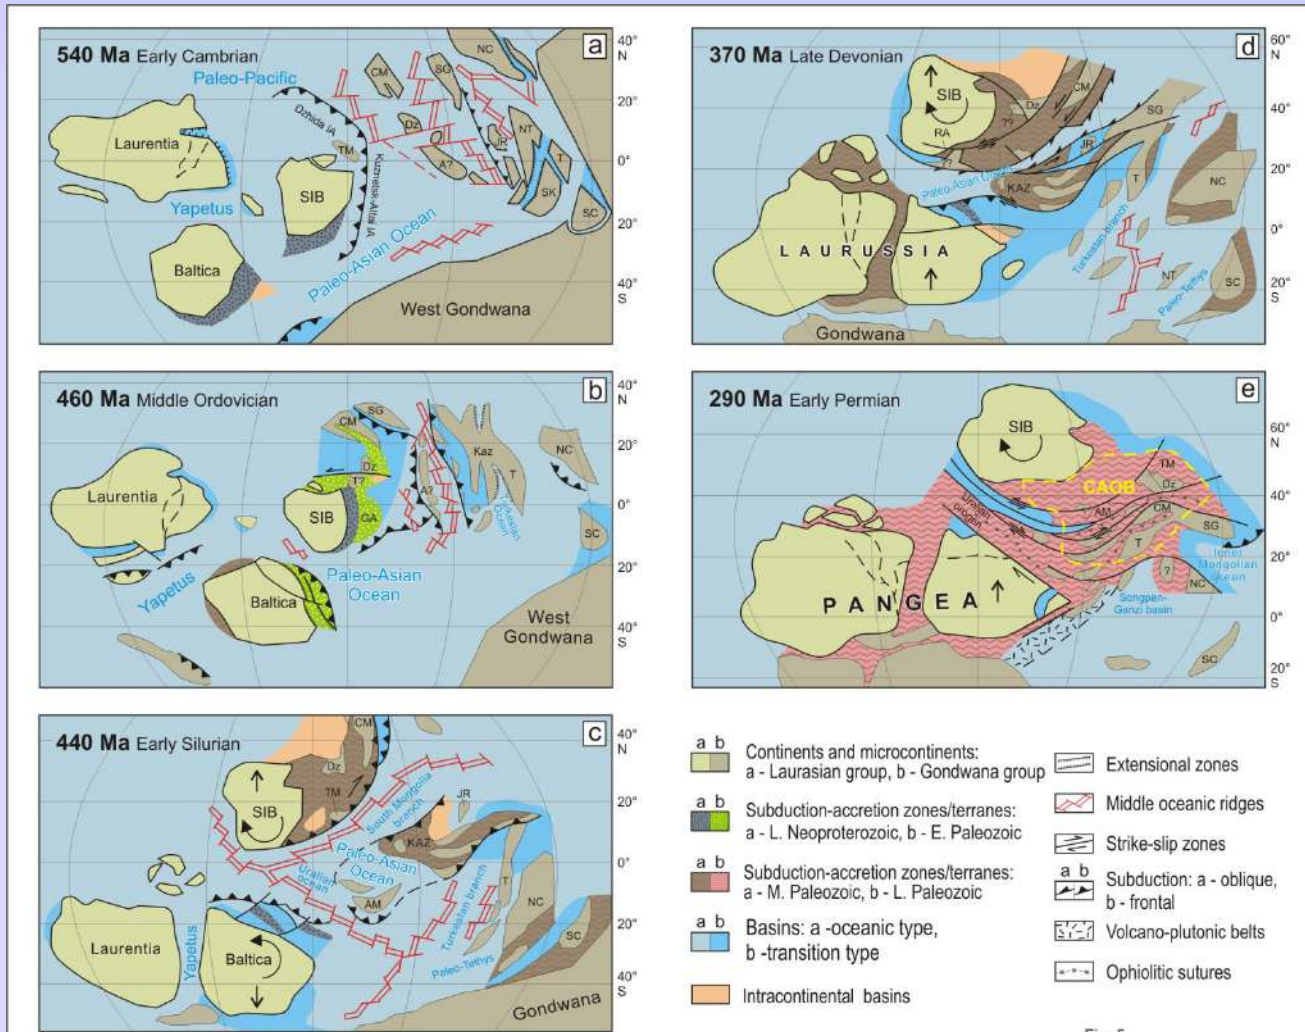 540 Ma Early Cambrian
a
40°
N
20°
0°
20°
40°
S
Paleo-Pacific
Dzhida IA
Kuznetsk-Altai IA
Laurentia
Yapetus
SIB
TM
Baltica
Paleo-Asian Ocean
West Gondwana
CM
SG
NC
Dz
A?
JR
NT
T
SK
SC
460 Ma Middle Ordovician
b
40°
N
20°
0°
20°
40°
S
Laurentia
Yapetus
Baltica
SIB
CM
SG
Dz
T?
GA
A?
Kaz
T
NC
SC
Turkestan
Ocean
Paleo-Asian
Ocean
West
Gondwana
440 Ma Early Silurian
c
40°
N
20°
0°
20°
40°
S
CM
Dz
TM
SIB
South Mongolia
branch
JR
KAZ
Paleo-Asian
Ocean
Uralian
ocean
AM
Turkestan branch
T
NC
SC
Laurentia
Yapetus
Baltica
Paleo-Tethys
Gondwana
370 Ma Late Devonian
d
60°
N
40°
20°
0°
20°
S
SIB
RA
??
??
Dz
CM
SG
JR
KAZ
Paleo-Asian
T
NC
Turkestan branch
NT
SC
Paleo-Tethys
LAURUSSIA
Gondwana
290 Ma Early Permian
e
60°
N
40°
20°
0°
20°
S
SIB
TM
Dz
CAOB
AM
CM
SG
T
?
NC
Uralian
orogen
Inner
Mongolian
ocean
Songpan-
Ganzi basin
SC
PANGEA
a b
Continents and microcontinents:
a - Laurasian group, b - Gondwana group
a b
Subduction-accretion zones/terranes:
a - L. Neoproterozoic, b - E. Paleozoic
a b
Subduction-accretion zones/terranes:
a - M. Paleozoic, b - L. Paleozoic
a b
Basins: a -oceanic type,
b -transition type
Intracontinental basins
Extensional zones
Middle oceanic ridges
Strike-slip zones
a b
Subduction: a - oblique,
b - frontal
Volcano-plutonic belts
Ophiolitic sutures